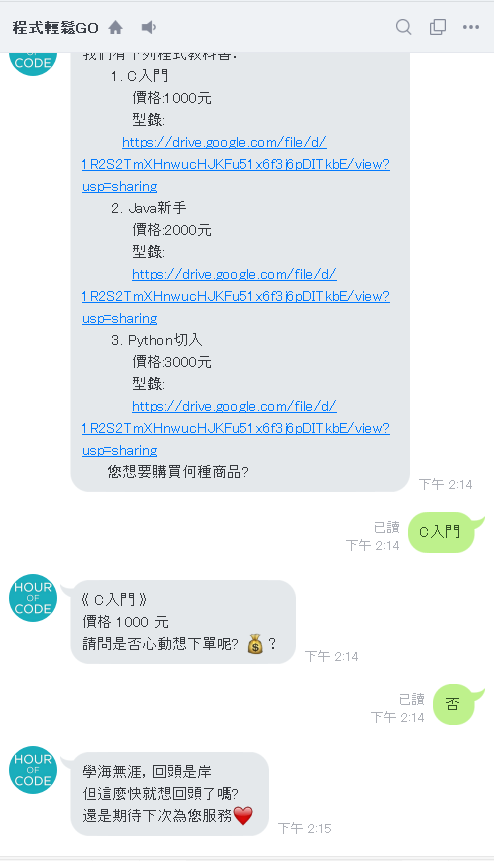 程式輕鬆GO
我們有下列程式教科書:
1. C入門
價格:1000元
型錄:
https://drive.google.com/file/d/
1R2S2TmXHnwucHJKFu51x6f3I6pDITkbE/view?
usp=sharing
2. Java新手
價格:2000元
型錄:
https://drive.google.com/file/d/
1R2S2TmXHnwucHJKFu51x6f3I6pDITkbE/view?
usp=sharing
3. Python切入
價格:3000元
型錄:
https://drive.google.com/file/d/
1R2S2TmXHnwucHJKFu51x6f3I6pDITkbE/view?
usp=sharing
您想要購買何種商品?
下午 2:14
已讀
下午 2:14
C入門
HOUR
OF
CODE
《 C入門 》
價格 1000 元
請問是否心動想下單呢? 💰 ?
下午 2:14
已讀
下午 2:14
否
HOUR
OF
CODE
學海無涯, 回頭是岸
但這麼快就想回頭了嗎?
還是期待下次為您服務❤
下午 2:15